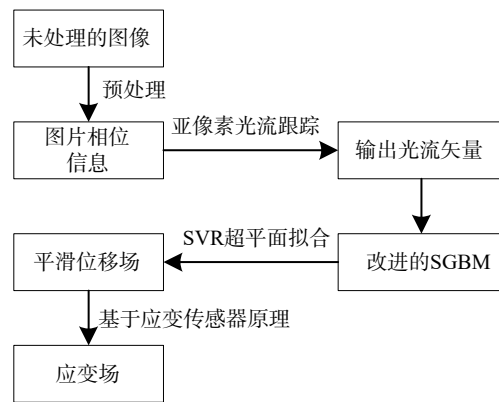 未处理的图像
预处理
图片相位
信息
亚像素光流跟踪
输出光流矢量
改进的SGBM
SVR超平面拟合
平滑位移场
基于应变传感器原理
应变场